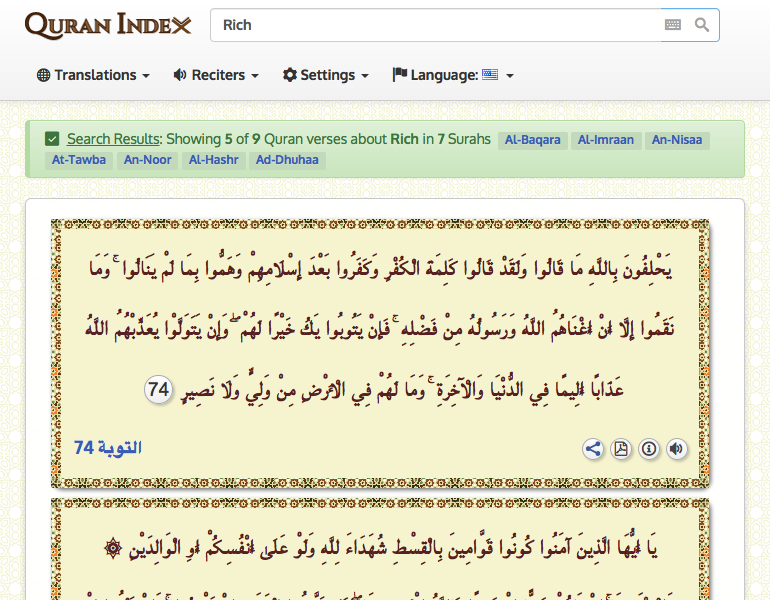 QURAN INDEX
Rich
Translations Reciters Settings Language:
Search Results: Showing 5 of 9 Quran verses about Rich in 7 Surahs Al-Baqara Al-Imraan An-Nisaa
At-Tawba An-Noor Al-Hashr Ad-Dhuhaa
يَحْلِفُونَ بِاللَّهِ مَا قَالُوا وَلَقَدْ قَالُوا كَلِمَةَ الْكُفْرِ وَكَفَرُوا بَعْدَ إِسْلَامِهِمْ وَهَمُّوا بِمَا لَمْ يَنَالُوا ۚ وَمَا
نَقَمُوا إِلَّا أَنْ أَغْنَاهُمُ اللَّهُ وَرَسُولُهُ مِنْ فَضْلِهِ ۚ فَإِنْ يَتُوبُوا يَكُ خَيْرًا لَهُمْ ۖ وَإِنْ يَتَوَلَّوْا يُعَذِّبْهُمُ اللَّهُ
عَذَابًا أَلِيمًا فِي الدُّنْيَا وَالْآخِرَةِ ۚ وَمَا لَهُمْ فِي الْأَرْضِ مِنْ وَلِيٍّ وَلَا نَصِيرٍ 74
التوبة 74
۞ يَا أَيُّهَا الَّذِينَ آمَنُوا كُونُوا قَوَّامِينَ بِالْقِسْطِ شُهَدَاءَ لِلَّهِ وَلَوْ عَلَىٰ أَنْفُسِكُمْ أَوِ الْوَالِدَيْنِ